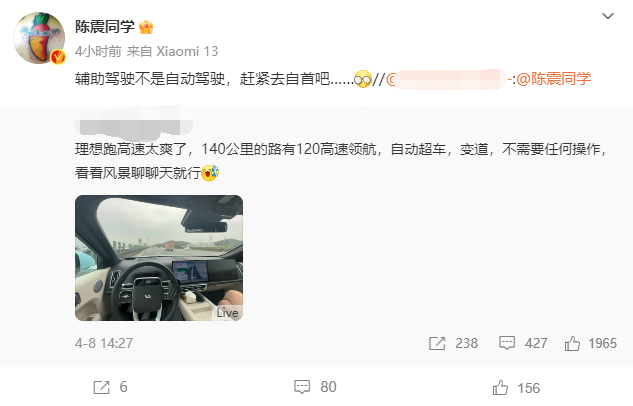 陈震同学
4小时前 来自 Xiaomi 13
辅助驾驶不是自动驾驶，赶紧去自首吧......//@ -:@陈震同学
理想跑高速太爽了，140公里的路有120高速领航，自动超车，变道，不需要任何操作，
看看风景聊聊天就行
Live
4-8 14:27 238 427 1965
6 80 156